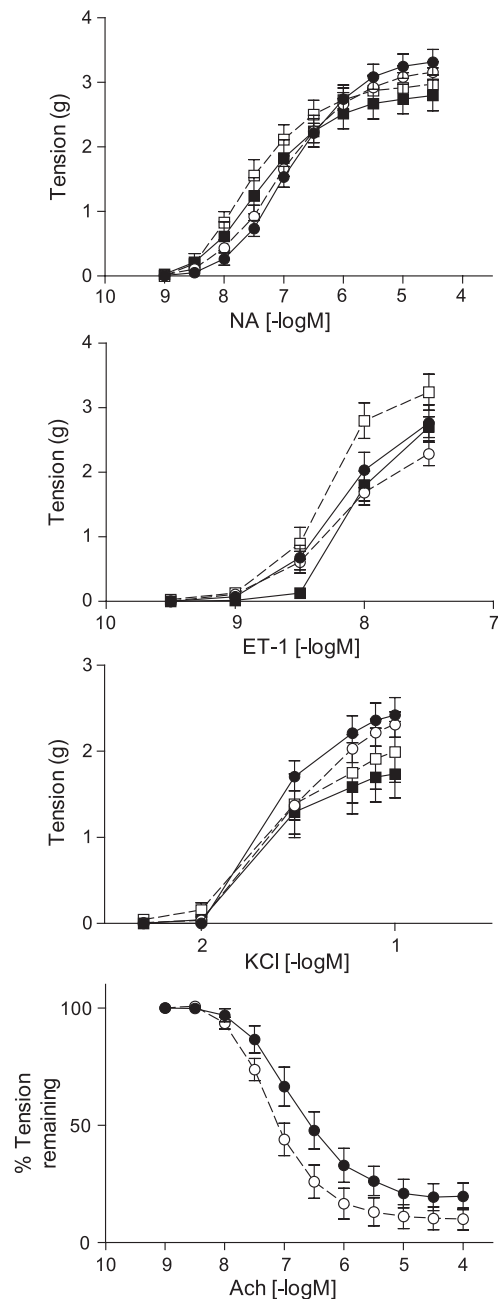 4
3
2
1
0
Tension (g)
10 9 8 7 6 5 4
NA [-logM]
4
3
2
1
0
Tension (g)
10 9 8 7
ET-1 [-logM]
3
2
1
0
Tension (g)
2 1
KCl [-logM]
100
50
0
% Tension
remaining
10 9 8 7 6 5 4
Ach [-logM]